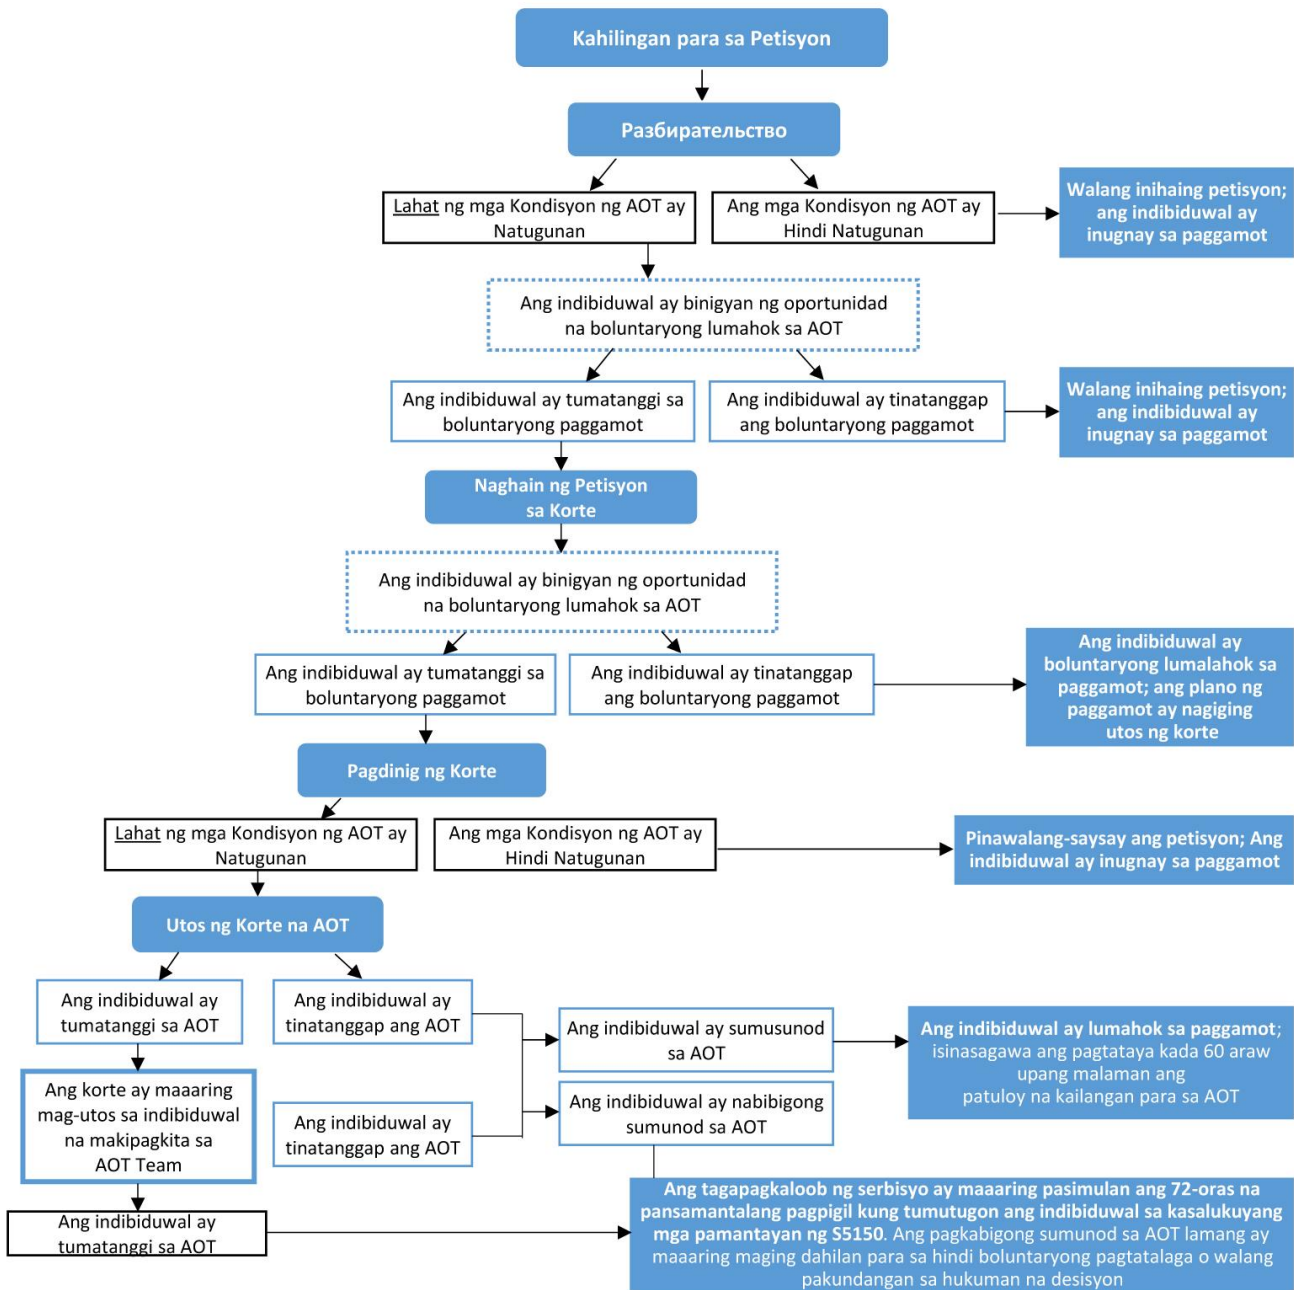 Kahilingan para sa Petisyon
Разбирательство
Lahat ng mga Kondisyon ng AOT ay
Natugunan
Ang mga Kondisyon ng AOT ay
Hindi Natugunan
Walang inihaing petisyon;
ang indibiduwal ay
inugnay sa paggamot
Ang indibiduwal ay binigyan ng oportunidad
na boluntaryong lumahok sa AOT
Ang indibiduwal ay tumatanggi sa
boluntaryong paggamot
Ang indibiduwal ay tinatanggap
ang boluntaryong paggamot
Walang inihaing petisyon;
ang indibiduwal ay
inugnay sa paggamot
Naghain ng Petisyon
sa Korte
Ang indibiduwal ay binigyan ng oportunidad
na boluntaryong lumahok sa AOT
Ang indibiduwal ay tumatanggi sa
boluntaryong paggamot
Ang indibiduwal ay tinatanggap
ang boluntaryong paggamot
Ang indibiduwal ay
boluntaryong lumalahok sa
paggamot; ang plano ng
paggamot ay nagiging
utos ng korte
Pagdinig ng Korte
Lahat ng mga Kondisyon ng AOT ay
Natugunan
Ang mga Kondisyon ng AOT ay
Hindi Natugunan
Pinawalang-saysay ang petisyon; Ang
indibiduwal ay inugnay sa paggamot
Utos ng Korte na AOT
Ang indibiduwal ay
tumatanggi sa AOT
Ang indibiduwal ay
tinatanggap ang AOT
Ang indibiduwal ay sumusunod
sa AOT
Ang indibiduwal ay lumahok sa paggamot;
isinasagawa ang pagtataya kada 60 araw
upang malaman ang
patuloy na kailangan para sa AOT
Ang korte ay maaaring
mag-utos sa indibiduwal
na makipagkita sa
AOT Team
Ang indibiduwal ay
tinatanggap ang AOT
Ang indibiduwal ay nabibigong
sumunod sa AOT
Ang indibiduwal ay
tumatanggi sa AOT
Ang tagapagkaloob ng serbisyo ay maaaring pasimulan ang 72-oras na
pansamantalang pagpigil kung tumutugon ang indibiduwal sa kasalukuyang
mga pamantayan ng S5150. Ang pagkabigong sumunod sa AOT lamang ay
maaaring maging dahilan para sa hindi boluntaryong pagtatalaga o walang
pakundangan sa hukuman na desisyon